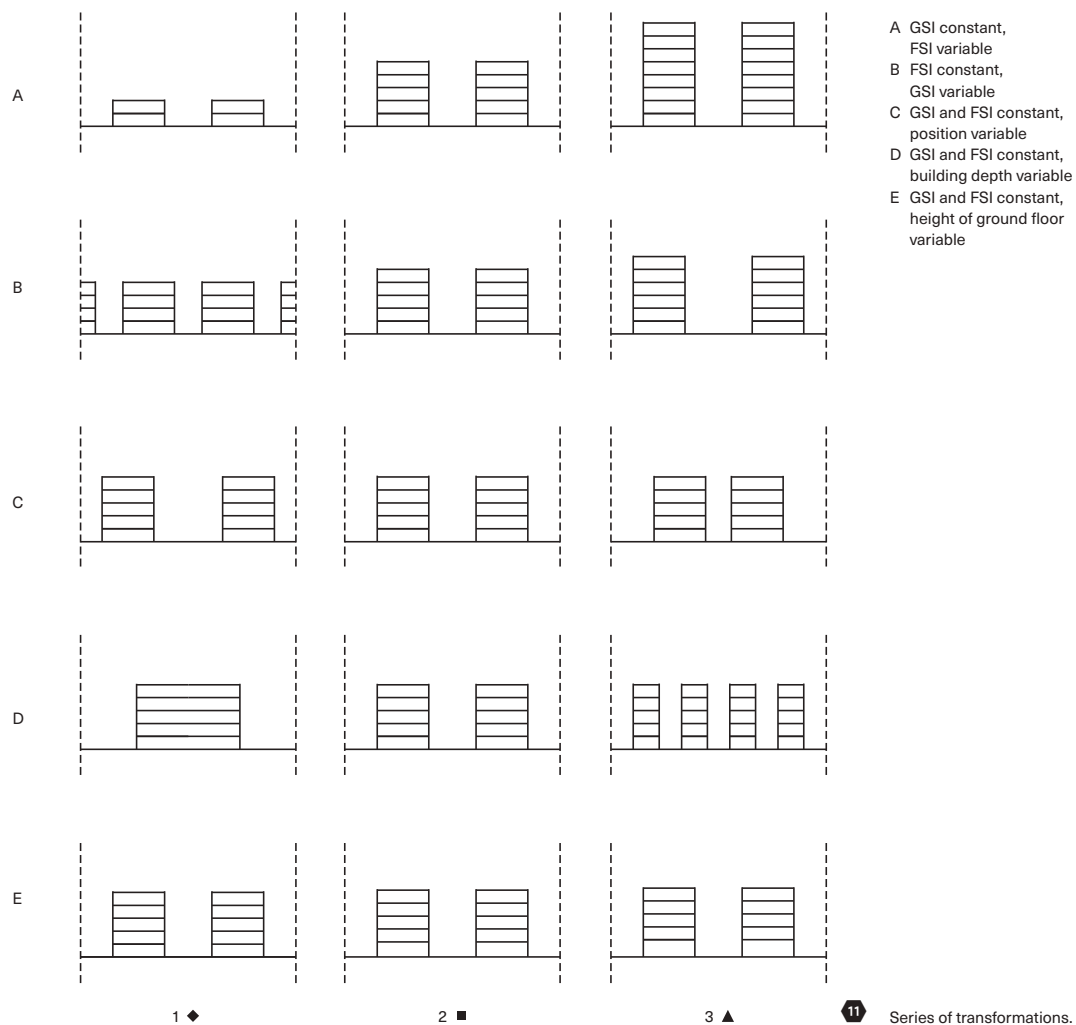 A
B
C
D
E
1 ◆
2 ■
3 ▲
A GSI constant,
FSI variable
B FSI constant,
GSI variable
C GSI and FSI constant,
position variable
D GSI and FSI constant,
building depth variable
E GSI and FSI constant,
height of ground floor
variable
11 Series of transformations.